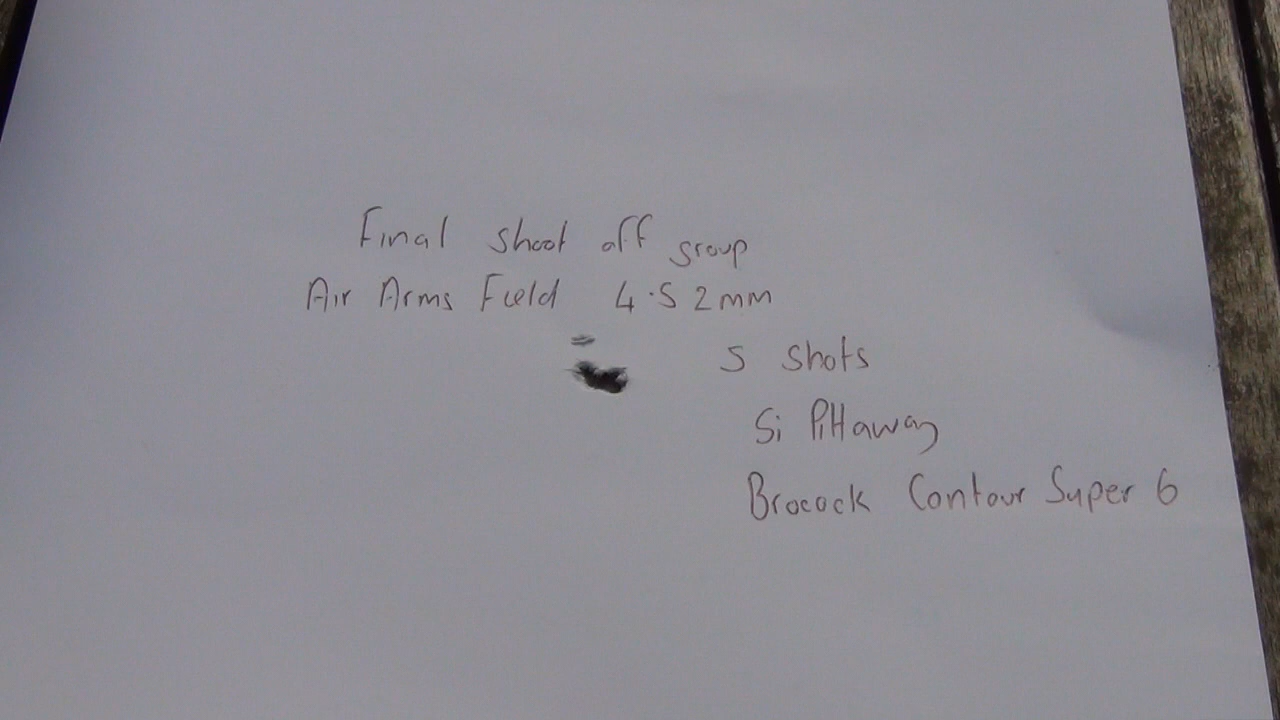 Final shoot off group
Air Arms Field 4.52mm
5 shots
Si Pittaway
Brocock Contour Super 6